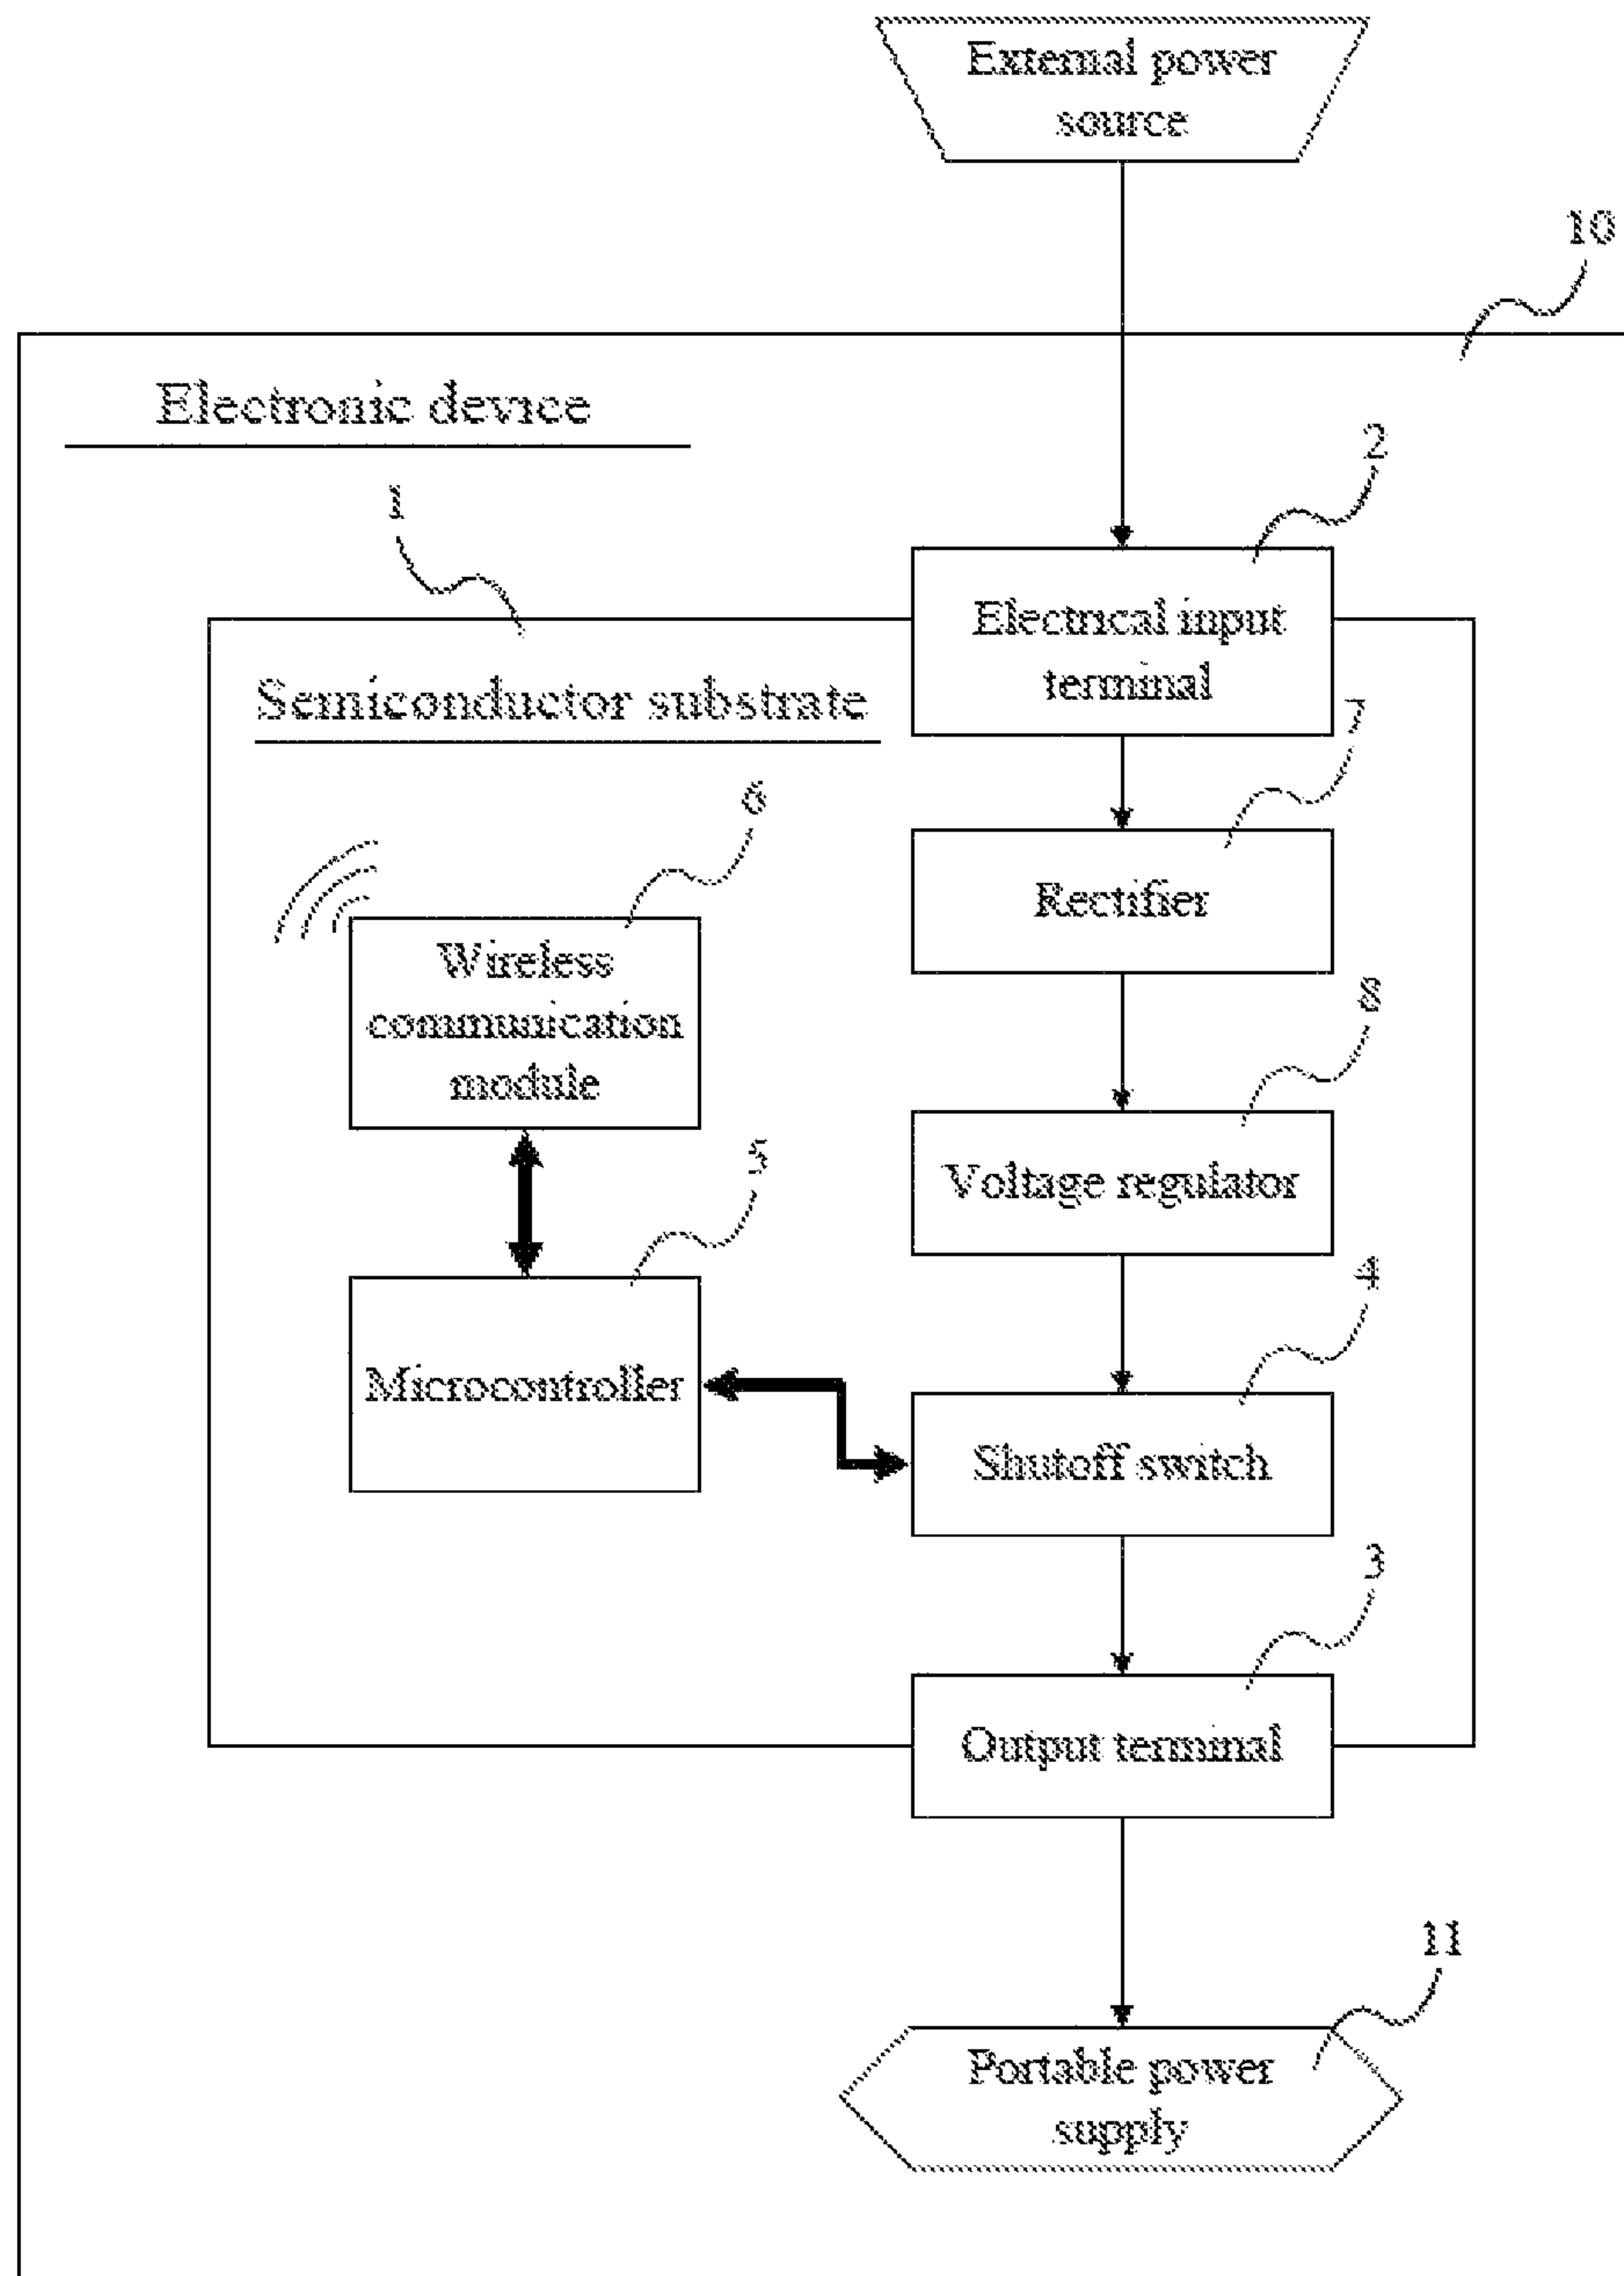 External power
source
10
Electronic device
2
1
Electrical input
terminal
Semiconductor substrate
7
6
Rectifier
Wireless
communication
module
8
5
Voltage regulator
4
Microcontroller
Shutoff switch
3
Output terminal
11
Portable power
supply